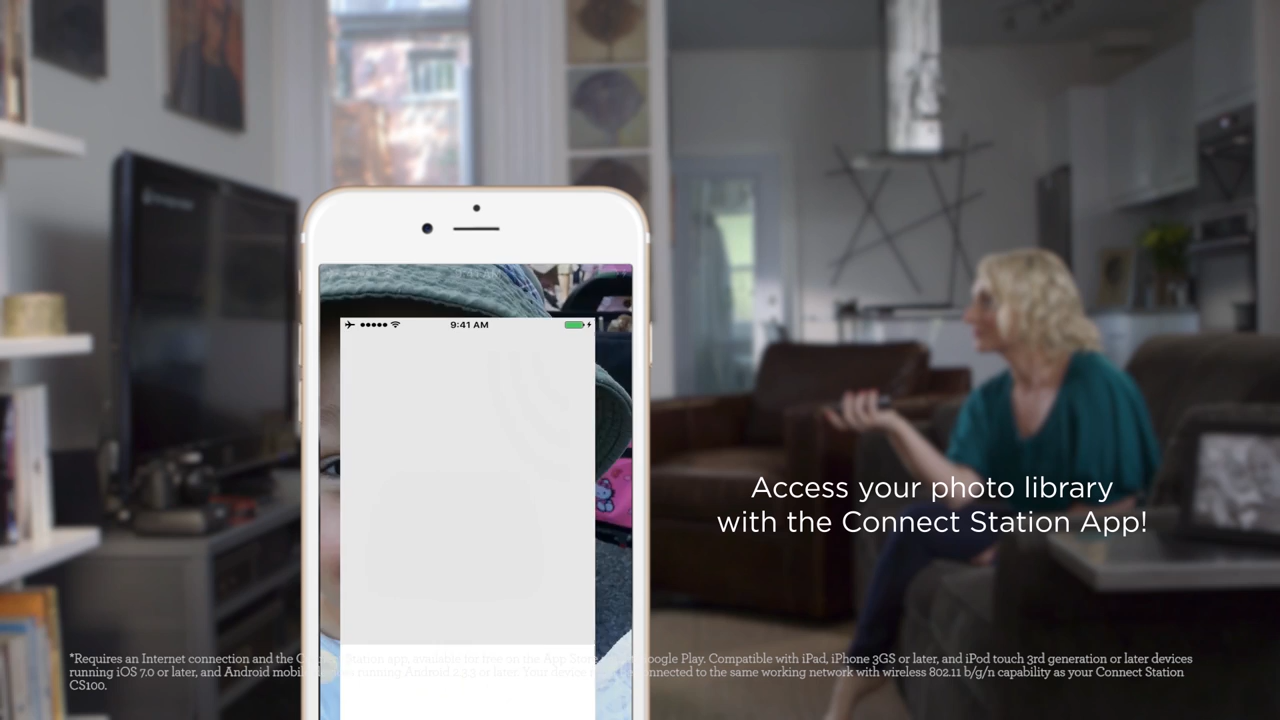 9:41 AM
Access your photo library
with the Connect Station App!
*Requires an Internet connection and the Station app, available for free on the App Store Google Play. Compatible with iPad, iPhone 3GS or later, and iPod touch 3rd generation or later devices
running iOS 7.0 or later, and Android running Android 2.3.5 or later. Your device connected to the same working network with wireless 802.11 b/g/n capability as your Connect Station
CS100.